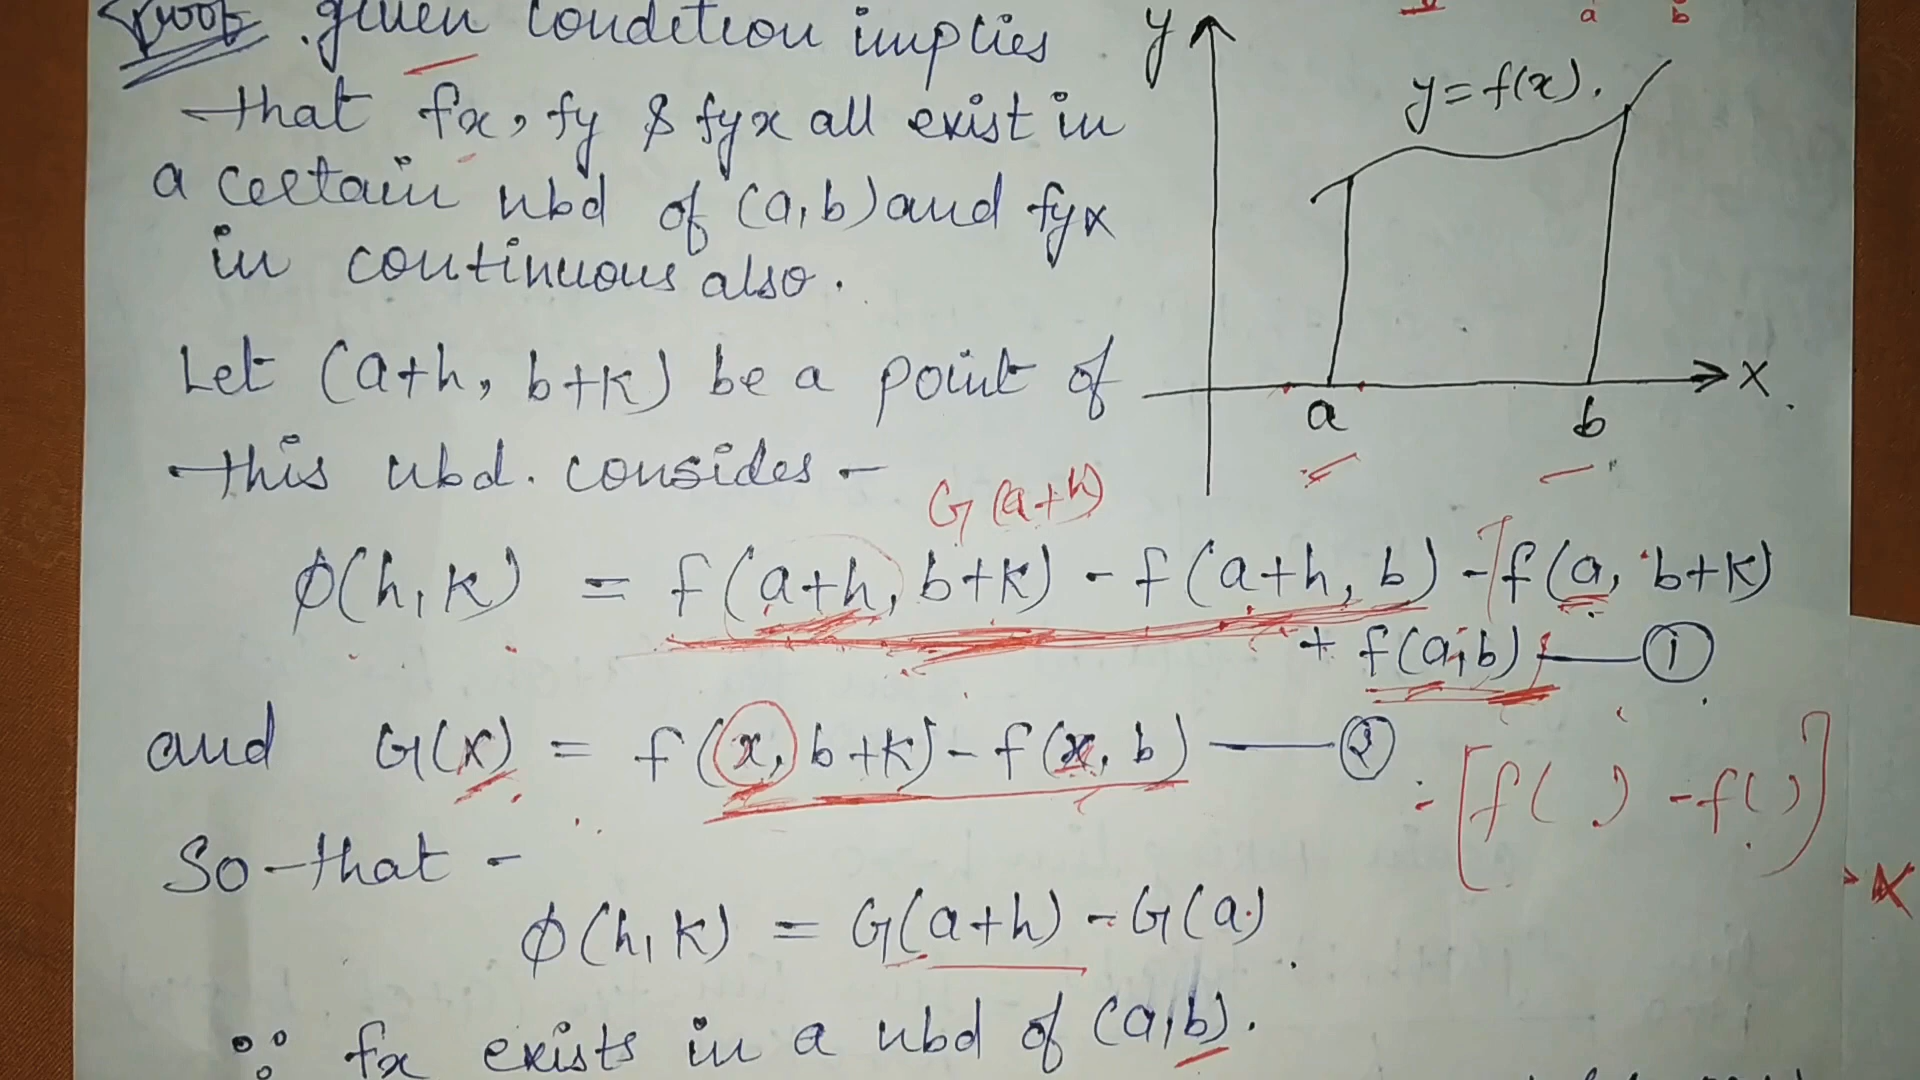 Proof. given condition implies
that fx, fy & fyx all exist in
a certain nbd of (a,b) and fyx
in continuous also.
y
y=f(x).
x
a
b
a
b
Let (a+h, b+k) be a point of
this nbd. consider -
G(a+h)
ϕ(h,k) = f(a+h, b+k) - f(a+h, b) - f(a, b+k)
+ f(a,b) — ①
and G(x) = f(x, b+k) - f(x, b) — ②
- [f( ) - f( )]
So that -
ϕ(h,k) = G(a+h) - G(a)
∵ fx exists in a nbd of (a,b).